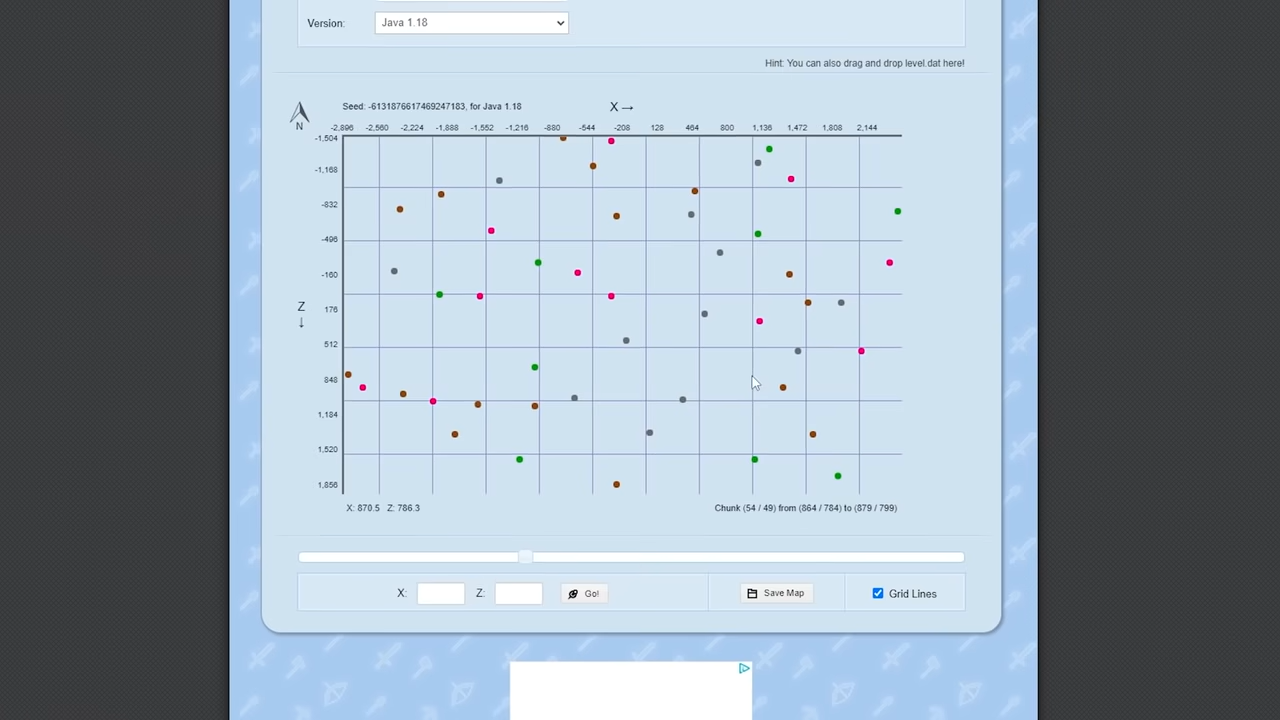 Version: Java 1.18
Hint: You can also drag and drop level.dat here!
Seed: -6131876617469247183, for Java 1.18
X →
N
-2,896 -2,560 -2,224 -1,888 -1,552 -1,216 -880 -544 -208 128 464 800 1,136 1,472 1,808 2,144
-1,504
-1,168
-832
-496
-160
Z
↓
176
512
848
1,184
1,520
1,856
X: 870.5 Z: 786.3
Chunk (54 / 49) from (864 / 784) to (879 / 799)
X: Z: Go! Save Map Grid Lines